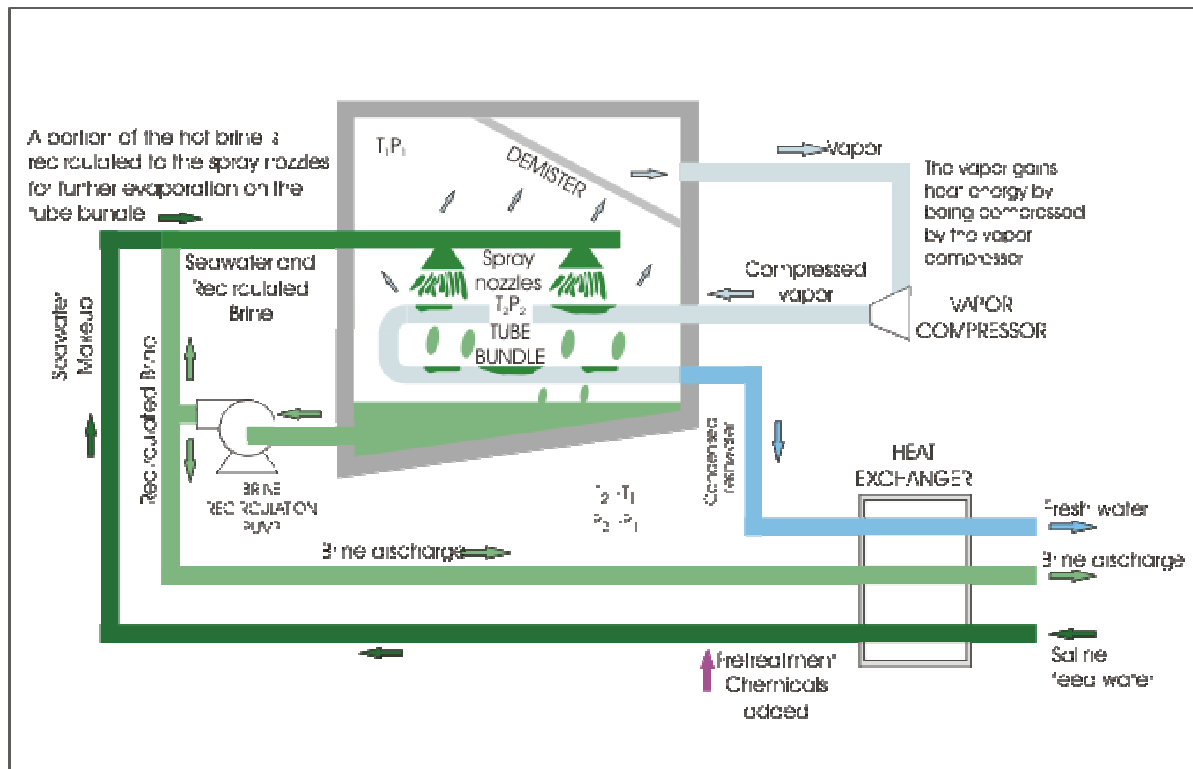 A portion of the hot brine is
recirculated to the spray nozzles
for further evaporation on the
tube bundle
T₁P₁
DEMISTER
Vapor
The vapor gains
heat energy by
being compressed
by the vapor
compressor
Seawater and
Recirculated
Brine
Spray
nozzles
T₂P₂
TUBE
BUNDLE
Compressed
vapor
VAPOR
COMPRESSOR
Seawater
Makeup
Recirculated Brine
BRINE
RECIRCULATION
PUMP
Condensed
freshwater
HEAT
EXCHANGER
Fresh water
Brine discharge
Brine discharge
Saline
feed water
Pretreatment
Chemicals
added